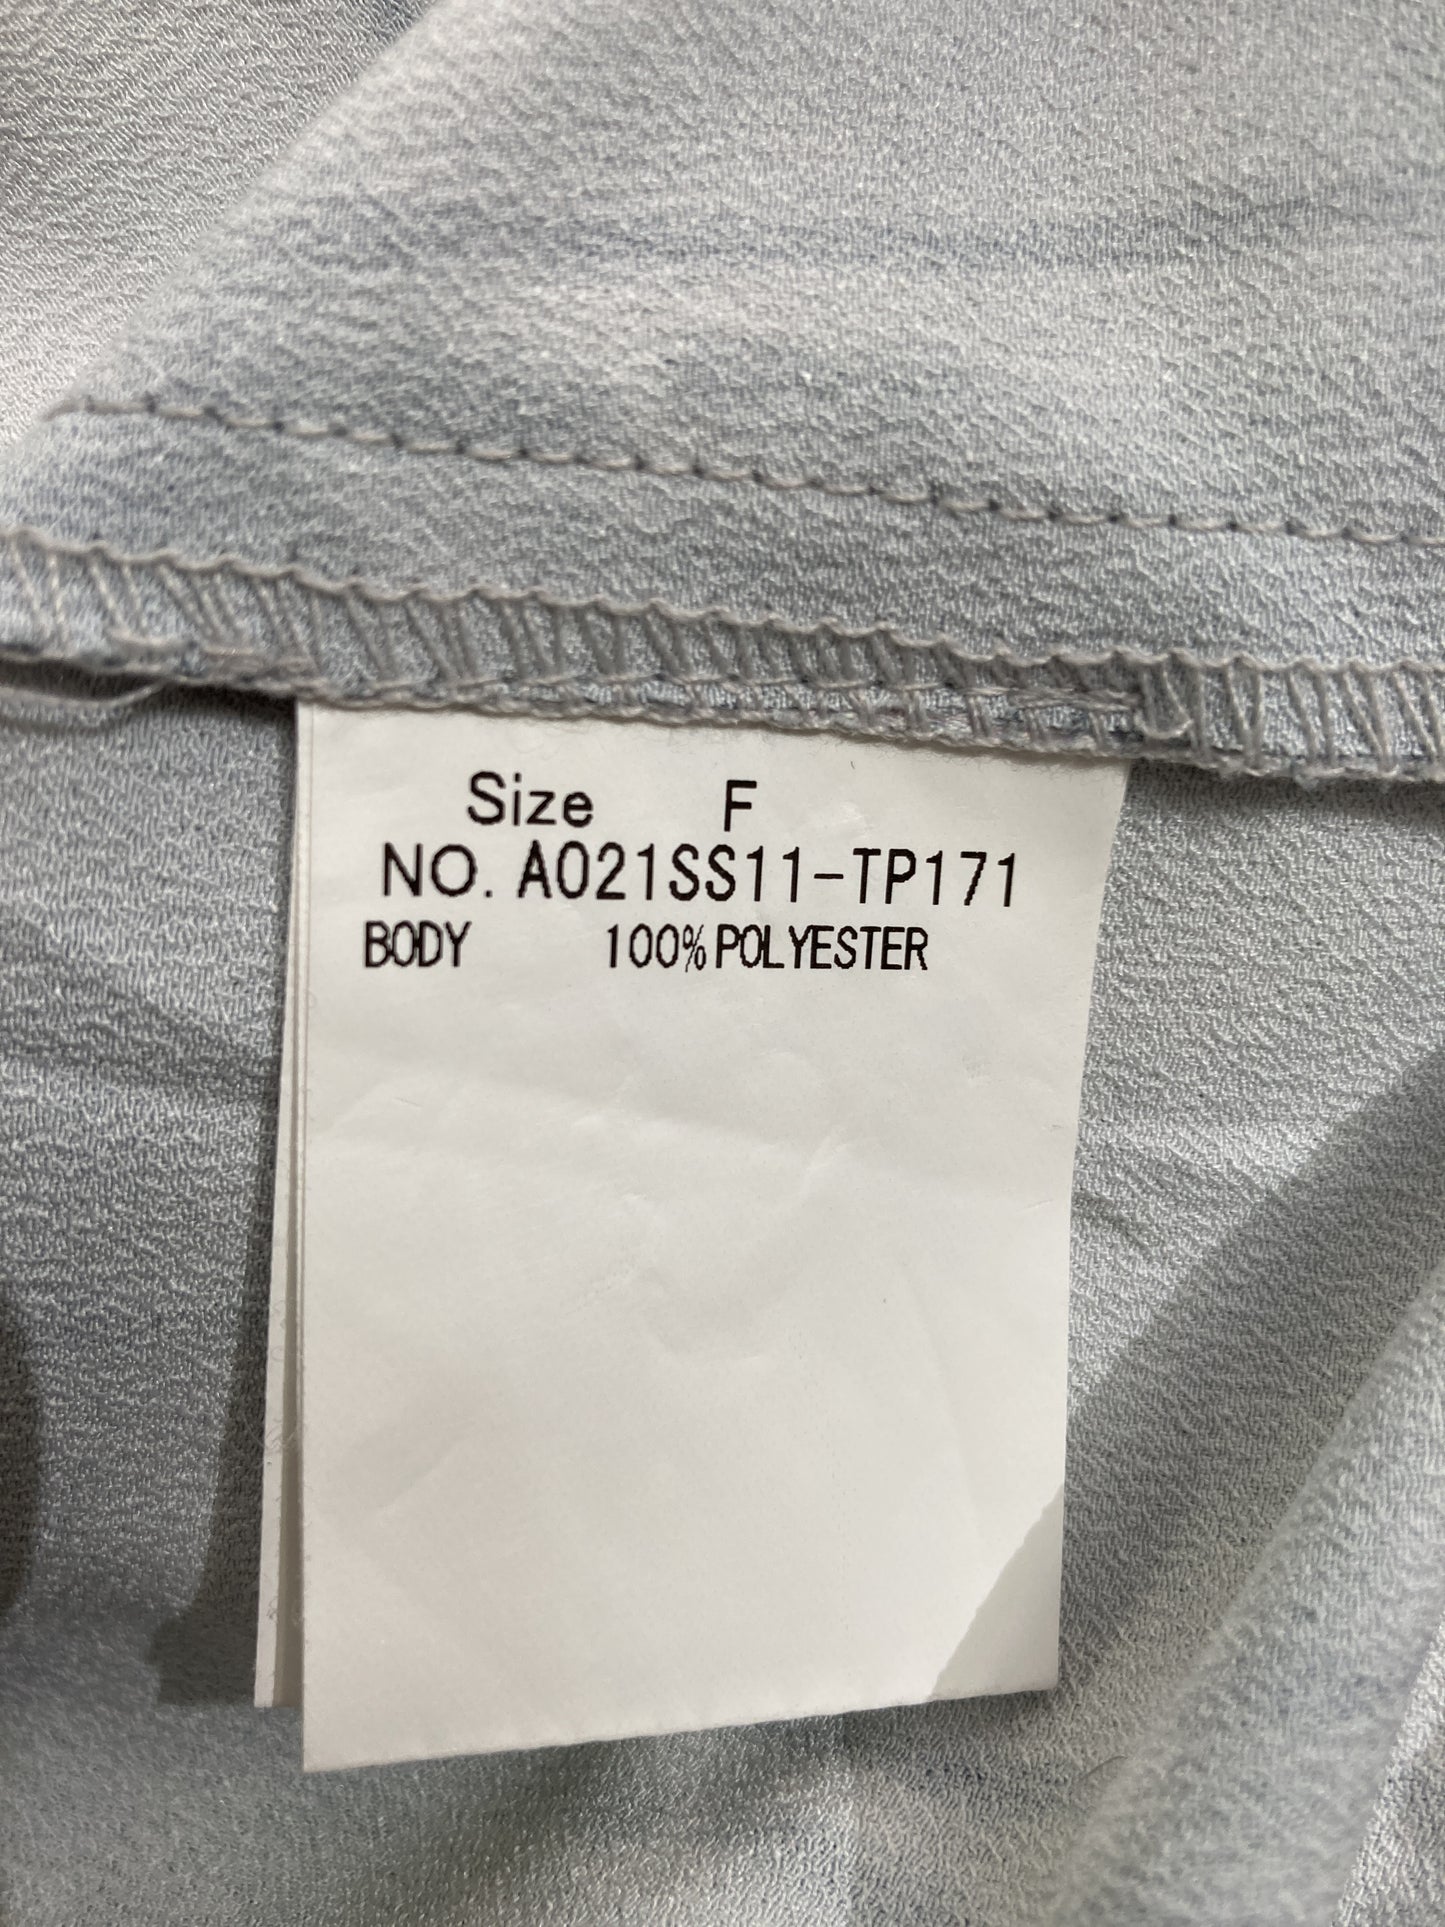 Size F
NO. A021SS11-TP171
BODY 100% POLYESTER